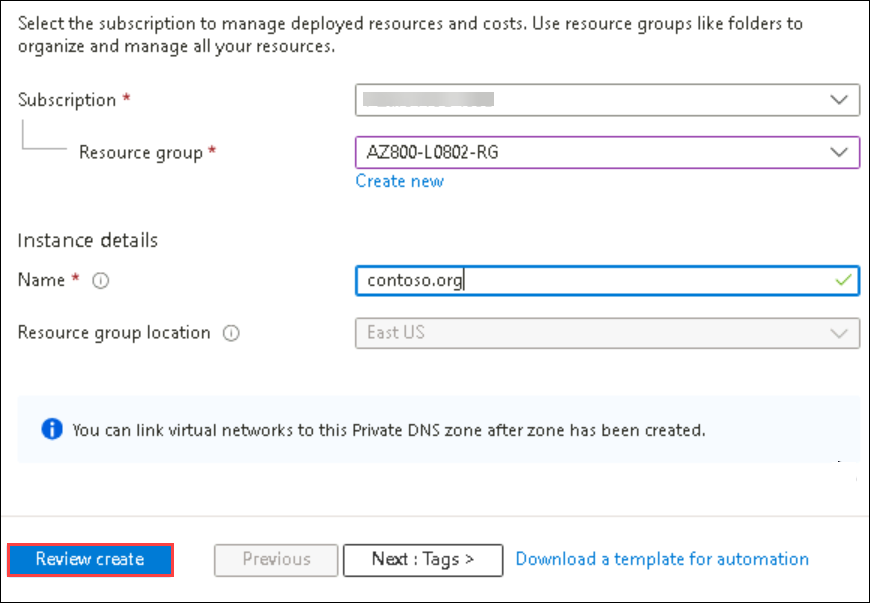 Select the subscription to manage deployed resources and costs. Use resource groups like folders to
organize and manage all your resources.
Subscription *
Resource group *
AZ800-L0802-RG
Create new
Instance details
Name *
contoso.org
Resource group location
East US
You can link virtual networks to this Private DNS zone after zone has been created.
Review create
Previous
Next : Tags >
Download a template for automation